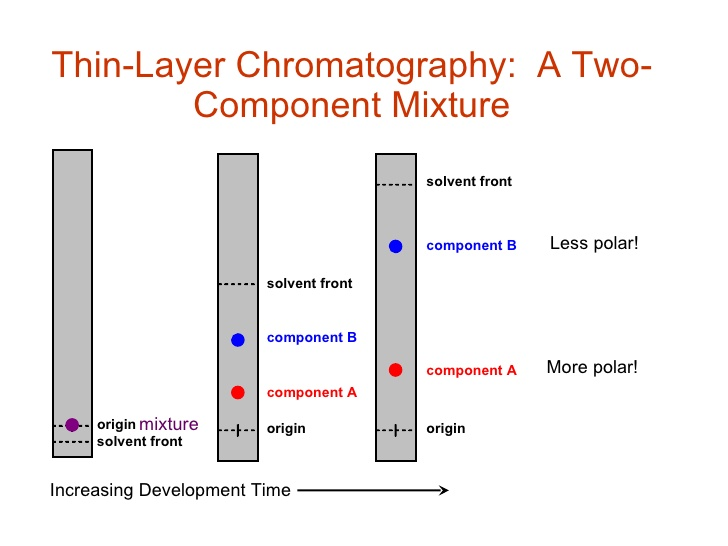 Thin-Layer Chromatography:  A Two-
Component Mixture
solvent front
component B
Less polar!
solvent front
component B
component A
More polar!
component A
origin mixture
origin
origin
solvent front
Increasing Development Time